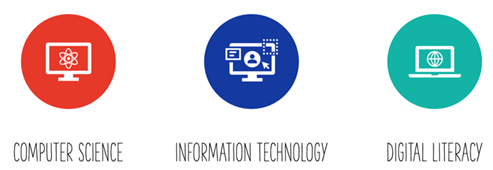 COMPUTER SCIENCE
INFORMATION TECHNOLOGY
DIGITAL LITERACY